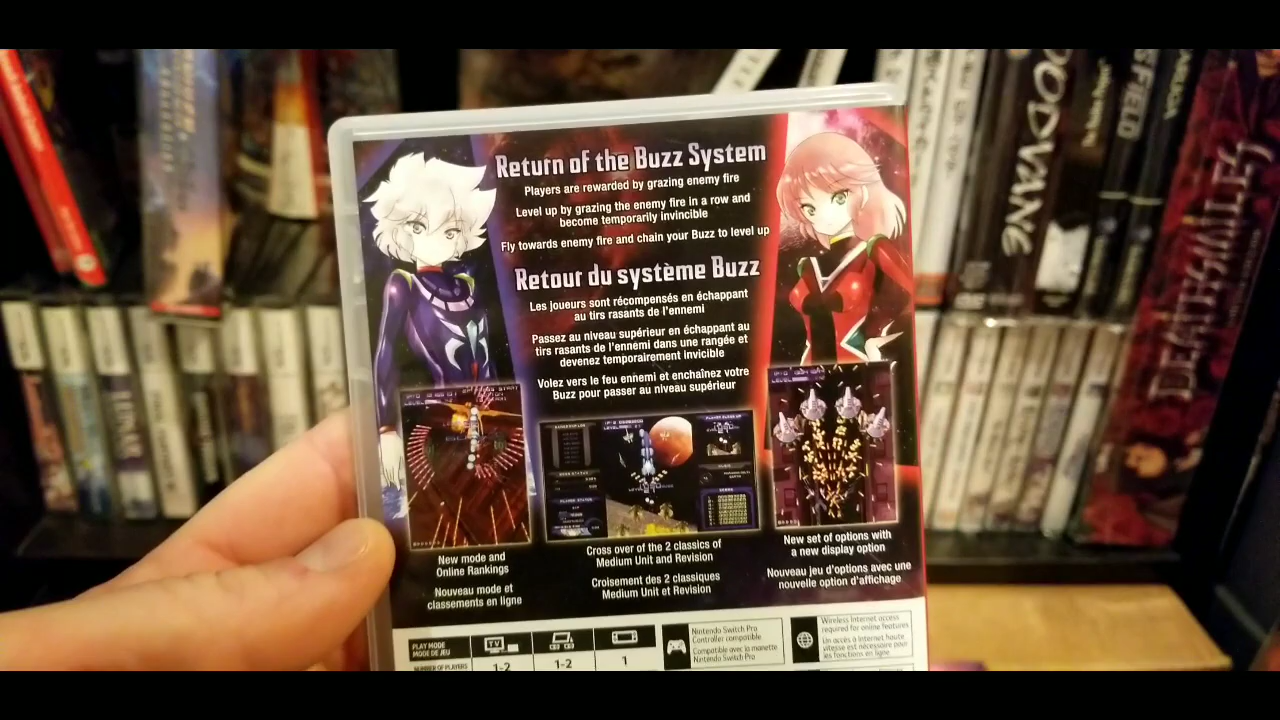 Return of the Buzz System
Players are rewarded by grazing enemy fire
Level up by grazing the enemy fire in a row and
become temporarily invincible
Fly towards enemy fire and chain your Buzz to level up
Retour du système Buzz
Les joueurs sont récompensés en échappant
au tirs rasants de l'ennemi
Passez au niveau supérieur en échappant au
tirs rasants de l'ennemi dans une rangée et
devenez temporairement invicible
Volez vers le feu ennemi et enchaînez votre
Buzz pour passer au niveau supérieur
New mode and
Online Rankings
Nouveau mode et
classements en ligne
Cross over of the 2 classics of
Medium Unit and Revision
Croisement des 2 classiques
Medium Unit et Revision
New set of options with
a new display option
Nouveau jeu d'options avec une
nouvelle option d'affichage
PLAY MODE
MODE DE JEU
TV
NUMBER OF PLAYERS
1-2
1-2
1
Nintendo Switch Pro
Controller compatible
Compatible avec la manette
Nintendo Switch Pro
Wireless Internet access
required for online features
Un accès à Internet haute
vitesse est nécessaire pour
les fonctions en ligne
DEATHSMILES